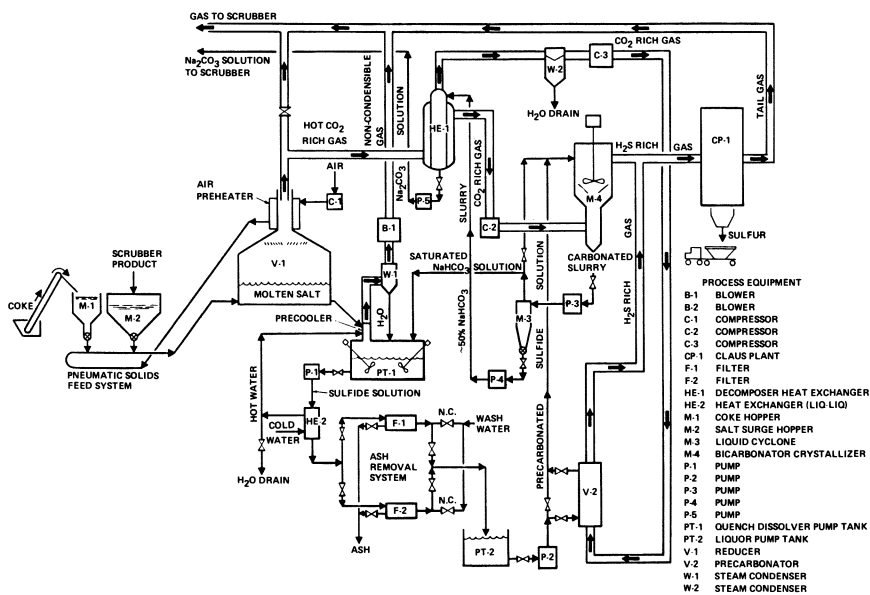 GAS TO SCRUBBER
Na2CO3 SOLUTION
TO SCRUBBER
NON-CONDENSIBLE
GAS
Na2CO3
SOLUTION
HOT CO2
RICH GAS
AIR
C-1
AIR
PREHEATER
V-1
MOLTEN SALT
SCRUBBER
PRODUCT
COKE
M-1
M-2
PNEUMATIC SOLIDS
FEED SYSTEM
PRECOOLER
B-1
W-1
H2O
PT-1
P-1
SULFIDE SOLUTION
HOT WATER
HE-2
COLD
WATER
H2O DRAIN
ASH
REMOVAL
SYSTEM
F-1
F-2
N.C.
N.C.
WASH
WATER
ASH
PT-2
P-2
HE-1
P-5
SLURRY
~50% NaHCO3
SATURATED
NaHCO3 SOLUTION
CO2 RICH GAS
C-2
W-2
H2O DRAIN
C-3
CO2 RICH GAS
M-4
CARBONATED
SLURRY
P-3
M-3
P-4
PRECARBONATED
SULFIDE
SOLUTION
V-2
H2S RICH
GAS
H2S RICH
GAS
CP-1
TAIL GAS
SULFUR
PROCESS EQUIPMENT
B-1 BLOWER
B-2 BLOWER
C-1 COMPRESSOR
C-2 COMPRESSOR
C-3 COMPRESSOR
CP-1 CLAUS PLANT
F-1 FILTER
F-2 FILTER
HE-1 DECOMPOSER HEAT EXCHANGER
HE-2 HEAT EXCHANGER (LIQ-LIQ)
M-1 COKE HOPPER
M-2 SALT SURGE HOPPER
M-3 LIQUID CYCLONE
M-4 BICARBONATOR CRYSTALLIZER
P-1 PUMP
P-2 PUMP
P-3 PUMP
P-4 PUMP
P-5 PUMP
PT-1 QUENCH DISSOLVER PUMP TANK
PT-2 LIQUOR PUMP TANK
V-1 REDUCER
V-2 PRECARBONATOR
W-1 STEAM CONDENSER
W-2 STEAM CONDENSER